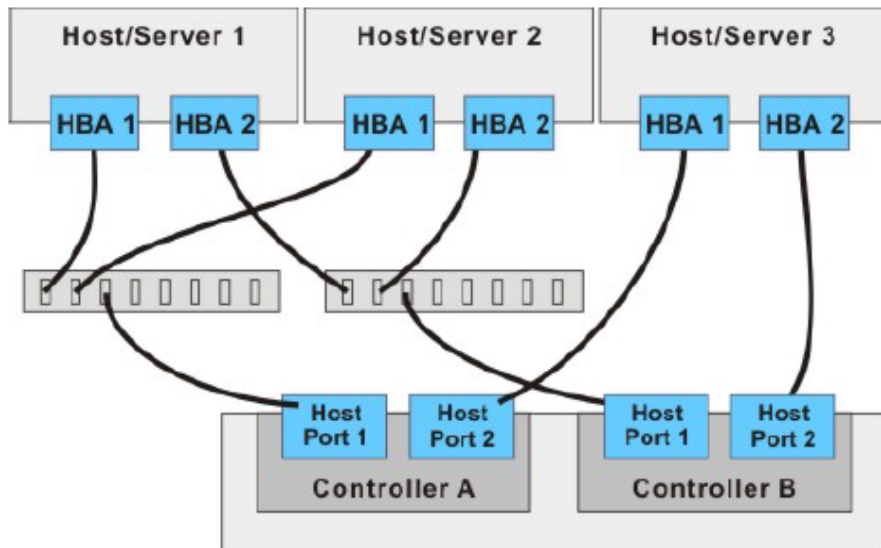 Host/Server 1
Host/Server 2
Host/Server 3
HBA 1
HBA 2
HBA 1
HBA 2
HBA 1
HBA 2
Host
Port 1
Host
Port 2
Host
Port 1
Host
Port 2
Controller A
Controller B